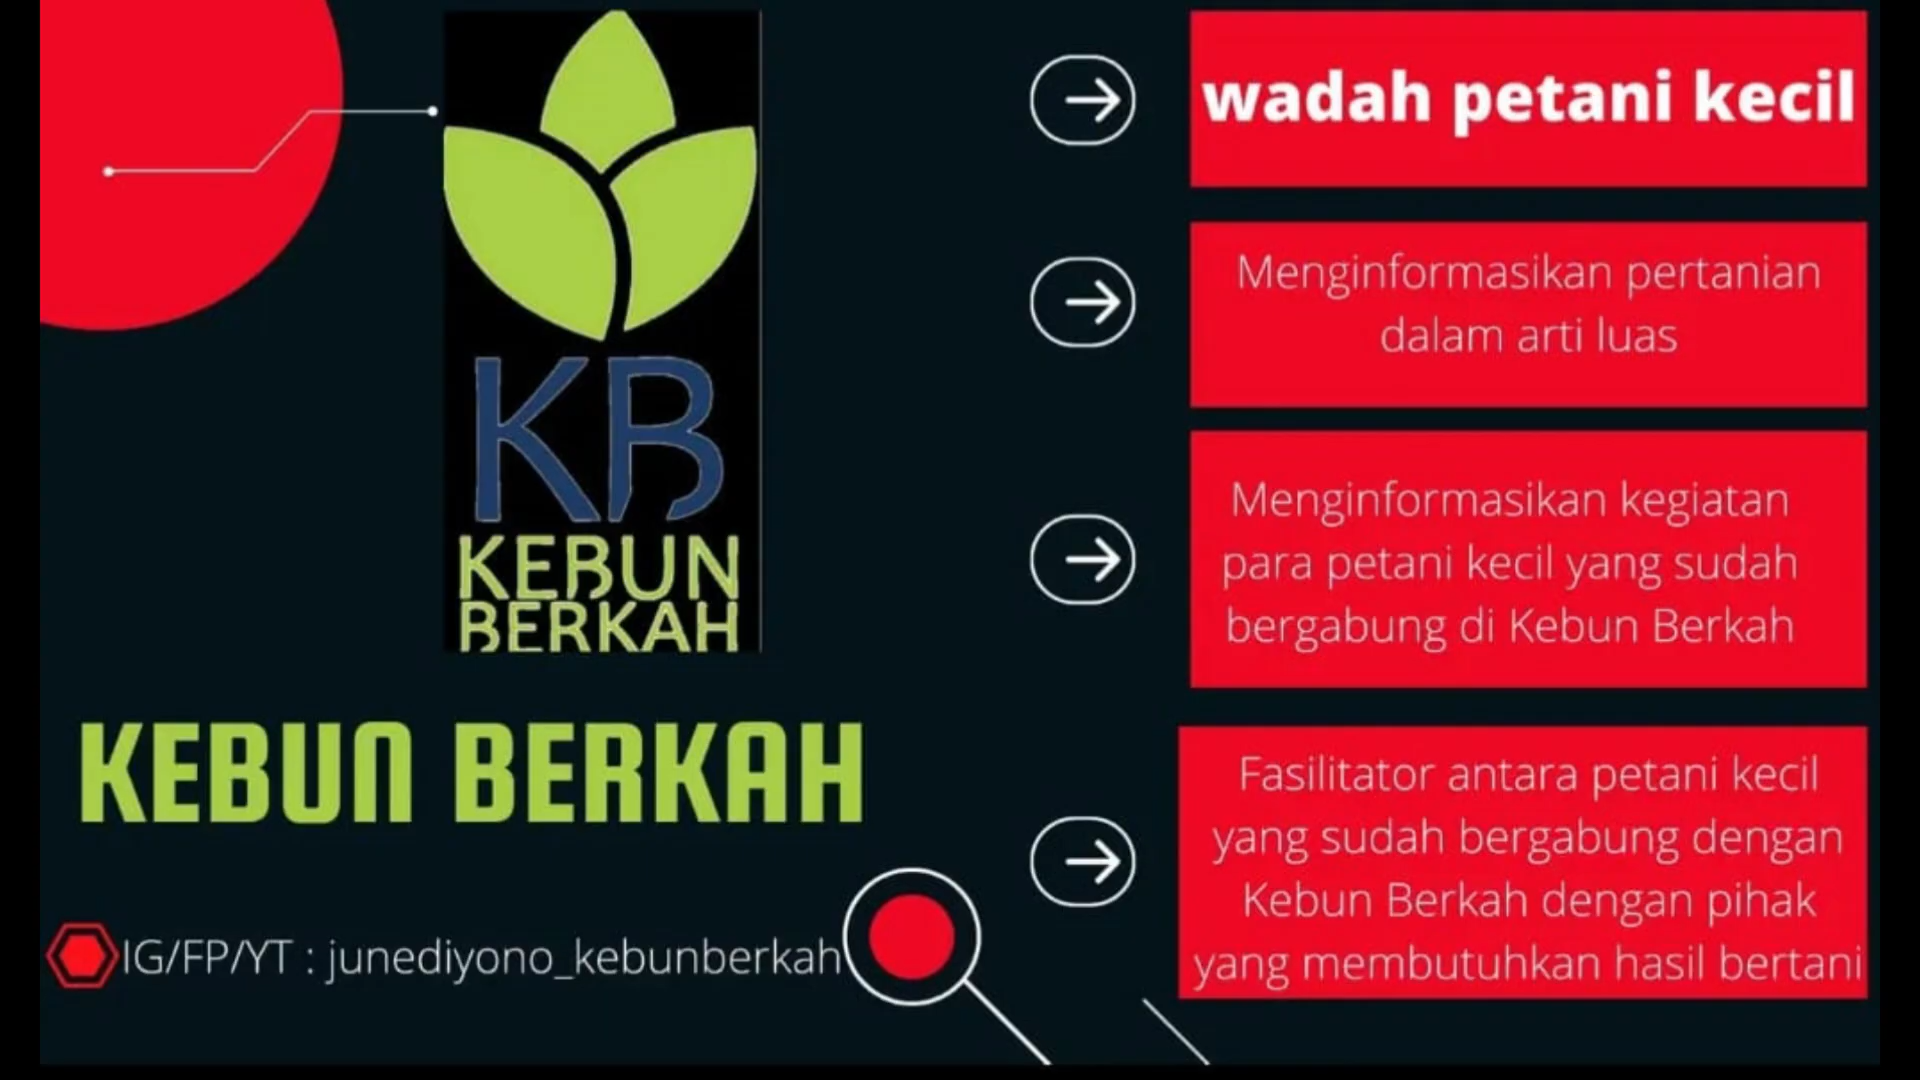 KB
KEBUN
BERKAH
KEBUN BERKAH
IG/FP/YT : junediyono_kebunberkah
wadah petani kecil
Menginformasikan pertanian
dalam arti luas
Menginformasikan kegiatan
para petani kecil yang sudah
bergabung di Kebun Berkah
Fasilitator antara petani kecil
yang sudah bergabung dengan
Kebun Berkah dengan pihak
yang membutuhkan hasil bertani